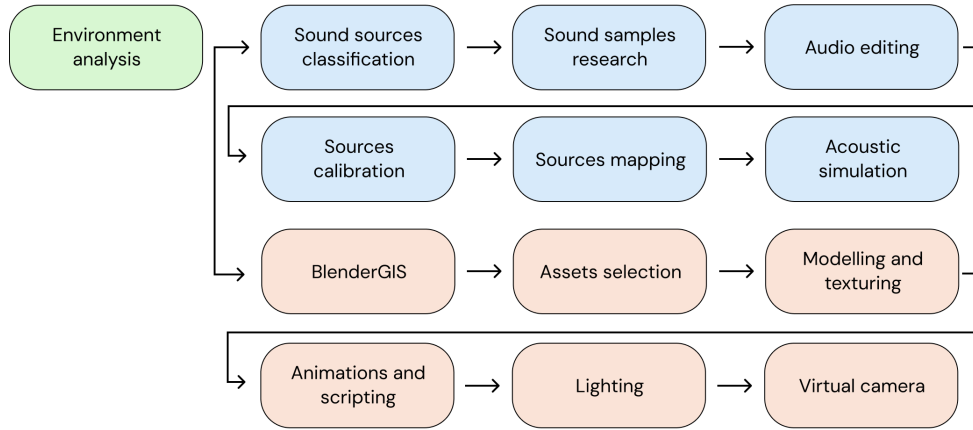 Environment
analysis
Sound sources
classification
Sound samples
research
Audio editing
Sources
calibration
Sources mapping
Acoustic
simulation
BlenderGIS
Assets selection
Modelling and
texturing
Animations and
scripting
Lighting
Virtual camera